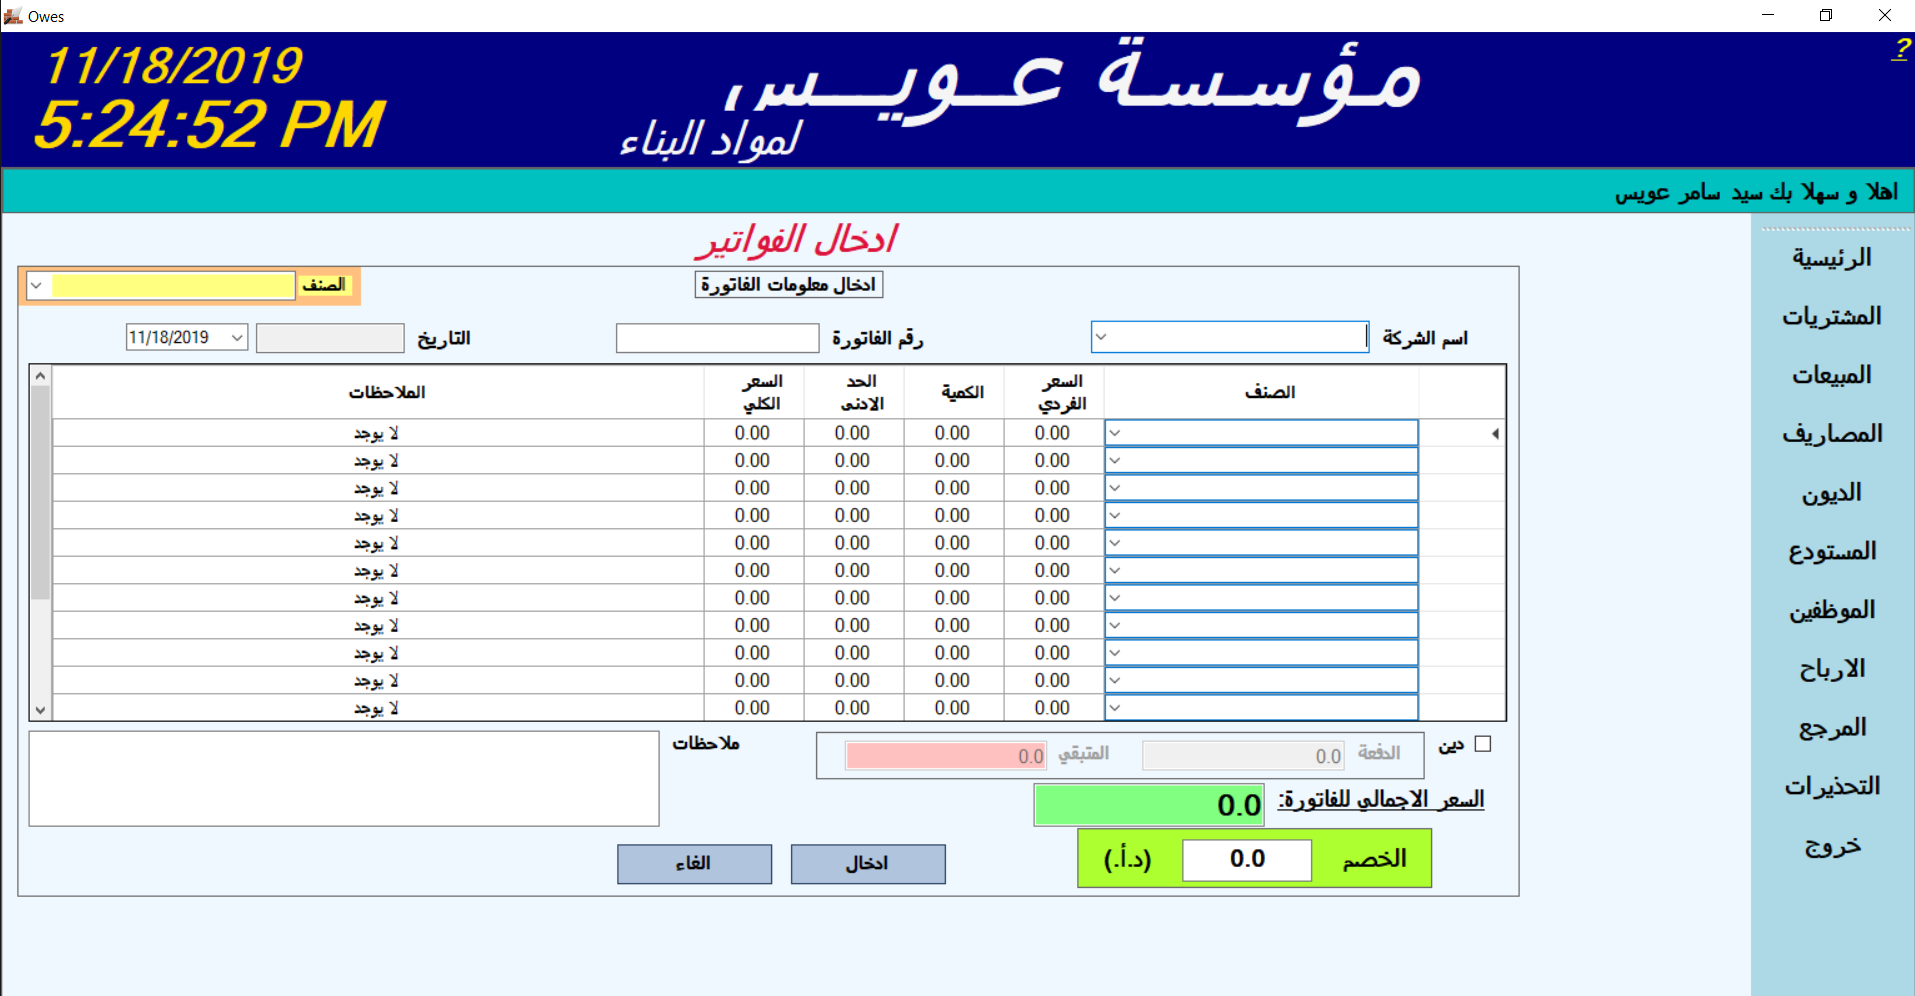 Owes
11/18/2019
5:24:52 PM
مؤسسة عويس
لمواد البناء
?
اهلا و سهلا بك سيد سامر عويس
الرئيسية
المشتريات
المبيعات
المصاريف
الديون
المستودع
الموظفين
الارباح
المرجع
التحذيرات
خروج
ادخال الفواتير
ادخال معلومات الفاتورة
الصنف
اسم الشركة
رقم الفاتورة
التاريخ
11/18/2019
الصنف السعر الفردي الكمية الحد الادنى السعر الكلي الملاحظات
0.00 0.00 0.00 0.00 لا يوجد
0.00 0.00 0.00 0.00 لا يوجد
0.00 0.00 0.00 0.00 لا يوجد
0.00 0.00 0.00 0.00 لا يوجد
0.00 0.00 0.00 0.00 لا يوجد
0.00 0.00 0.00 0.00 لا يوجد
0.00 0.00 0.00 0.00 لا يوجد
0.00 0.00 0.00 0.00 لا يوجد
0.00 0.00 0.00 0.00 لا يوجد
0.00 0.00 0.00 0.00 لا يوجد
0.00 0.00 0.00 0.00 لا يوجد
دين
الدفعة 0.0
المتبقي 0.0
ملاحظات
السعر الاجمالي للفاتورة: 0.0
الخصم 0.0 (د.أ.)
ادخال
الغاء